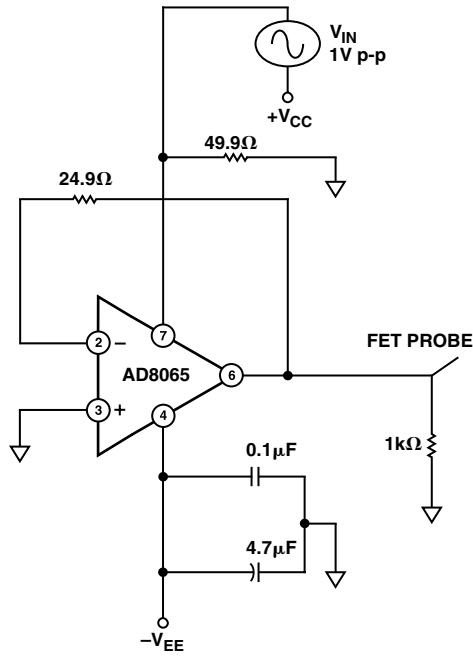 V_IN
1V p-p
+V_CC
49.9Ω
24.9Ω
7
2 –
AD8065
6
FET PROBE
3 +
4
0.1μF
1kΩ
4.7μF
–V_EE